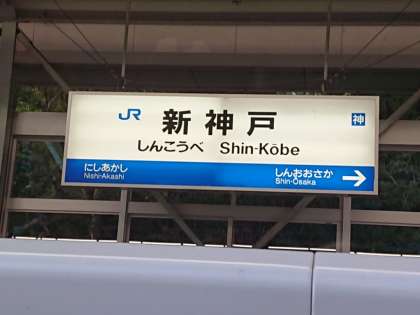 JR 新神戸 神
しんこうべ Shin-Kōbe
にしあかし しんおおさか
Nishi-Akashi Shin-Osaka →